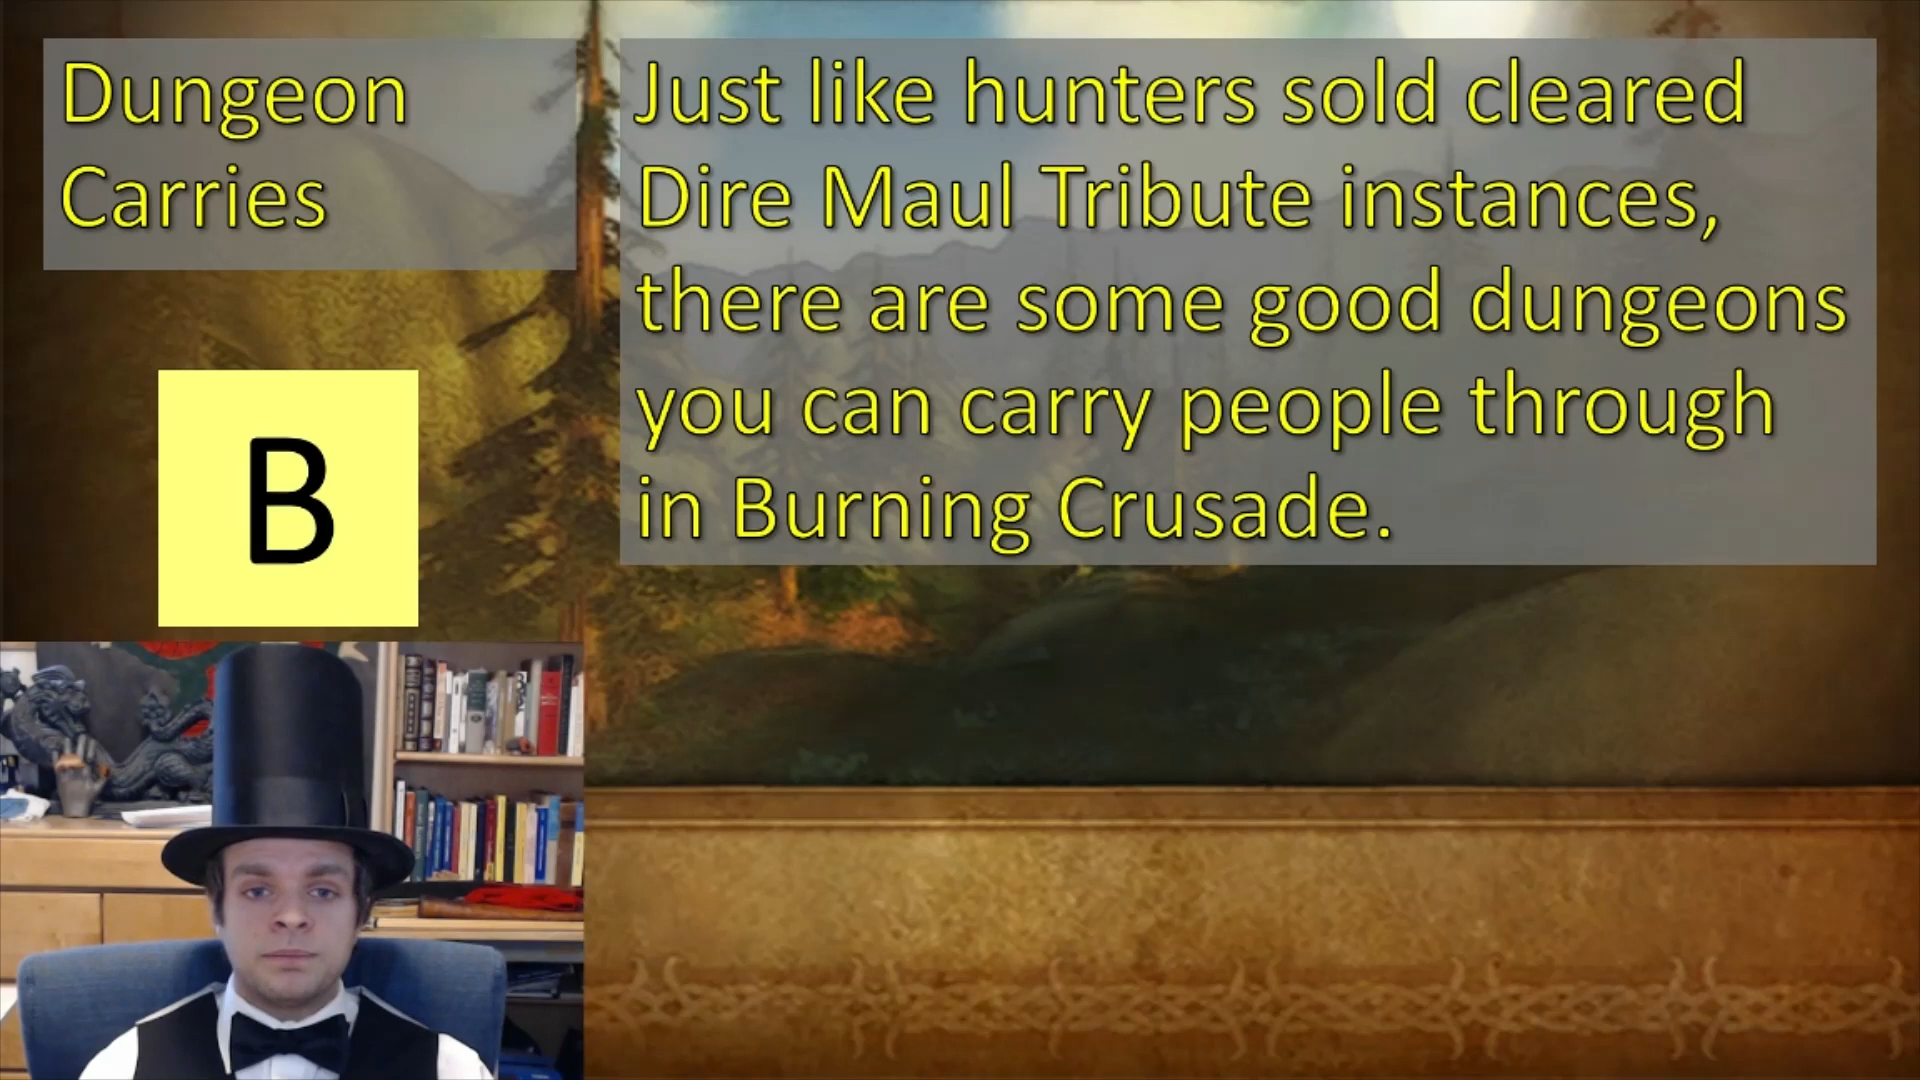 Dungeon
Carries
B
Just like hunters sold cleared
Dire Maul Tribute instances,
there are some good dungeons
you can carry people through
in Burning Crusade.